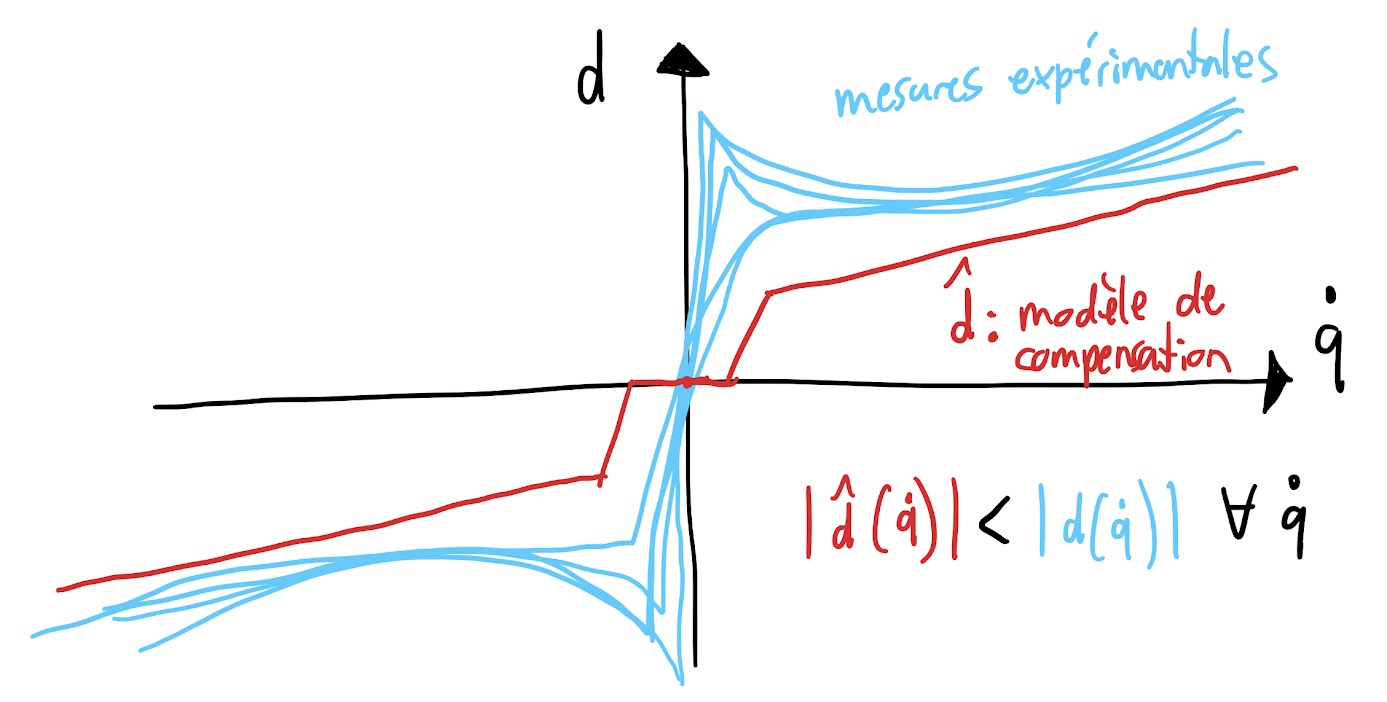 d
mesures expérimentales
d̂ : modèle de
compensation
q̇
|d̂(q̇)| < |d(q̇)| ∀ q̇